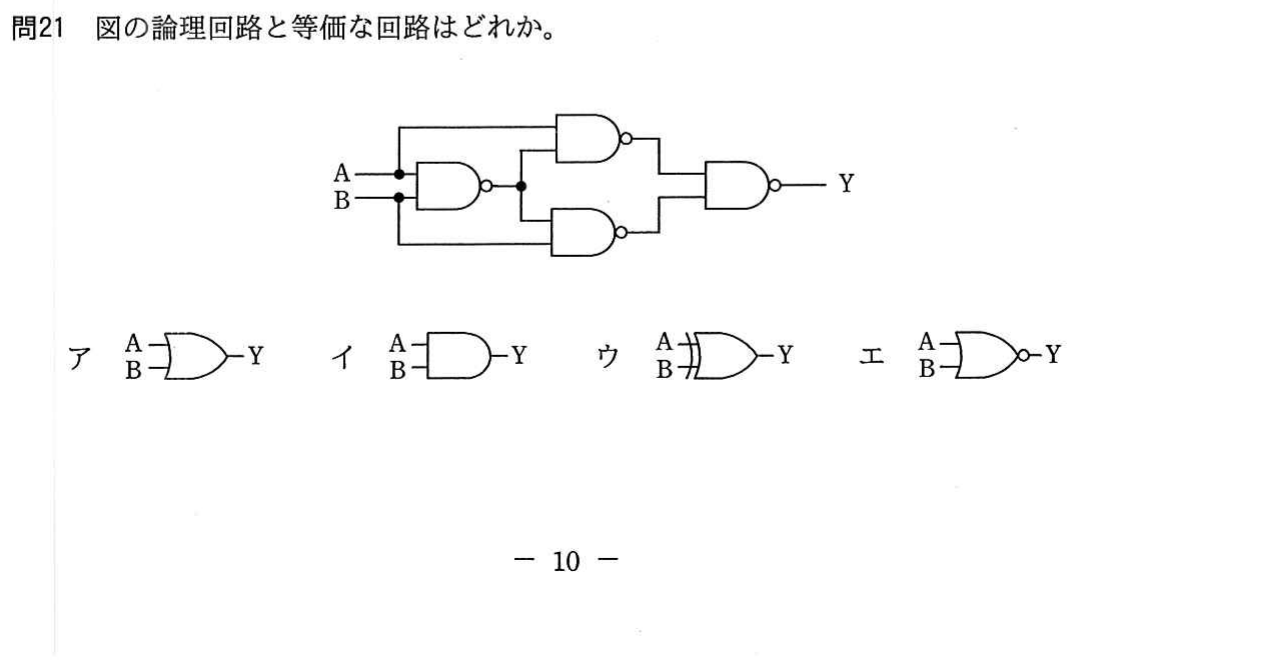 問21 図の論理回路と等価な回路はどれか。
A
B
Y
ア A B Y イ A B Y ウ A B Y エ A B Y
− 10 −